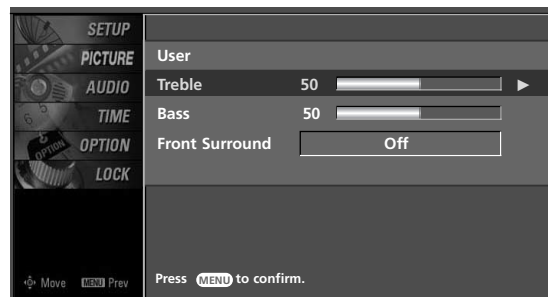 SETUP
PICTURE
AUDIO
TIME
OPTION
LOCK
Move MENU Prev
User
Treble 50
Bass 50
Front Surround Off
Press MENU to confirm.